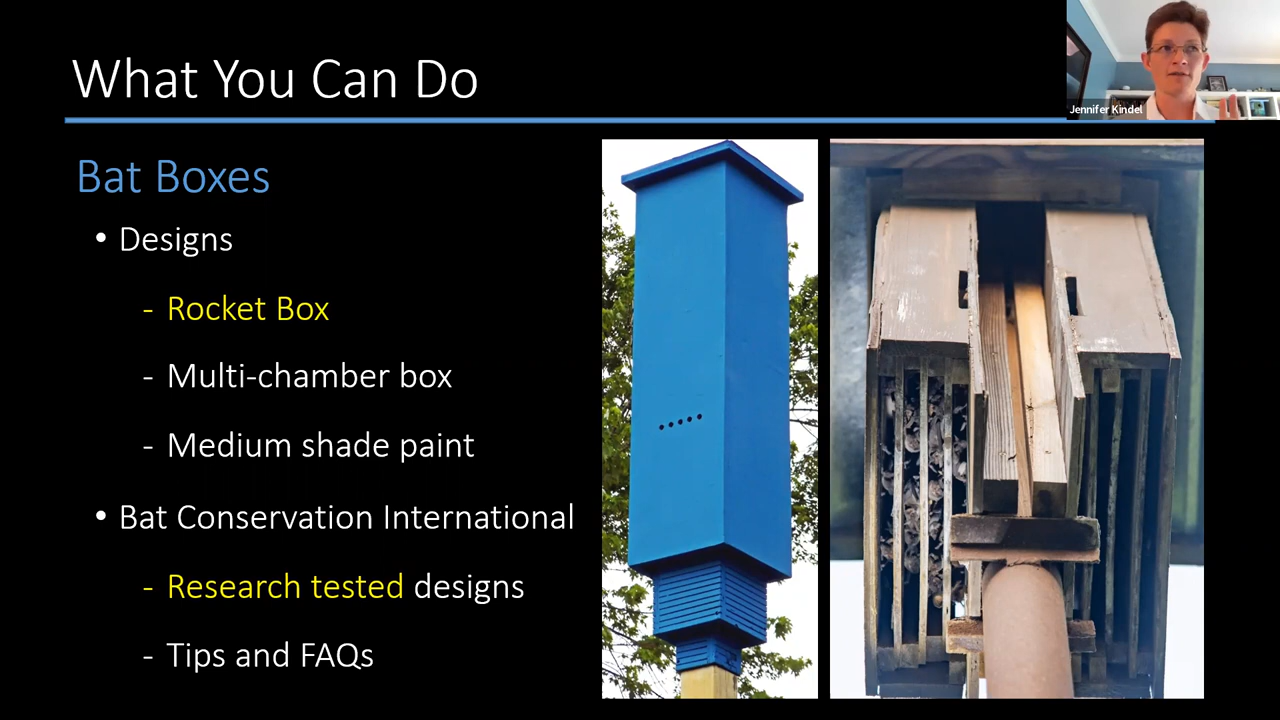 What You Can Do
Jennifer Kindel
Bat Boxes
• Designs
- Rocket Box
- Multi-chamber box
- Medium shade paint
• Bat Conservation International
- Research tested designs
- Tips and FAQs